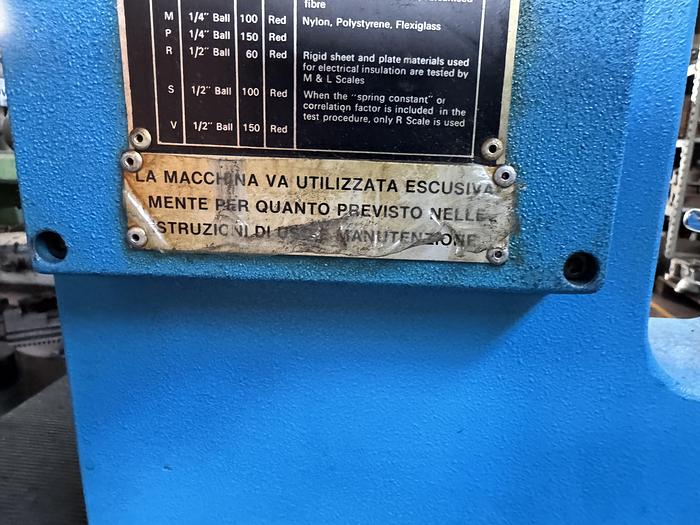 fibre
M 1/4" Ball 100 Red Nylon, Polystyrene, Flexiglass
P 1/4" Ball 150 Red
R 1/2" Ball 60 Red Rigid sheet and plate materials used
for electrical insulation are tested by
M & L Scales
S 1/2" Ball 100 Red When the "spring constant" or
correlation factor is included in the
test procedure, only R Scale is used
V 1/2" Ball 150 Red
LA MACCHINA VA UTILIZZATA ESCUSIVA
MENTE PER QUANTO PREVISTO NELLE
STRUZIONI DI MANUTENZIONE